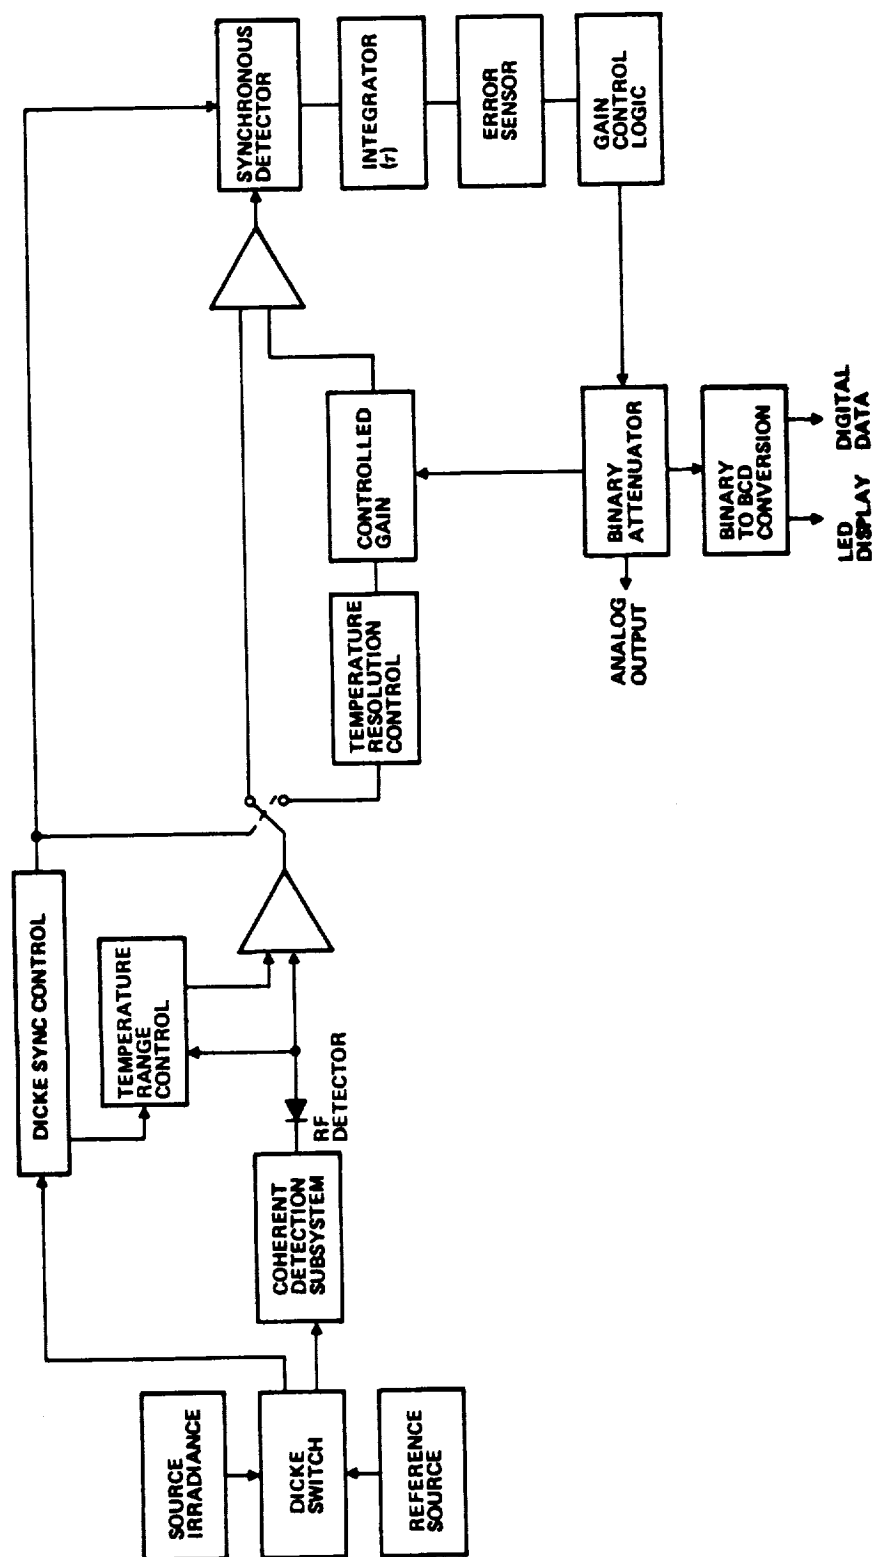 SOURCE
IRRADIANCE
DICKE
SWITCH
REFERENCE
SOURCE
DICKE SYNC CONTROL
TEMPERATURE
RANGE
CONTROL
COHERENT
DETECTION
SUBSYSTEM
RF
DETECTOR
TEMPERATURE
RESOLUTION
CONTROL
CONTROLLED
GAIN
SYNCHRONOUS
DETECTOR
INTEGRATOR
(τ)
ERROR
SENSOR
GAIN
CONTROL
LOGIC
BINARY
ATTENUATOR
ANALOG
OUTPUT
BINARY
TO BCD
CONVERSION
LED
DISPLAY
DIGITAL
DATA